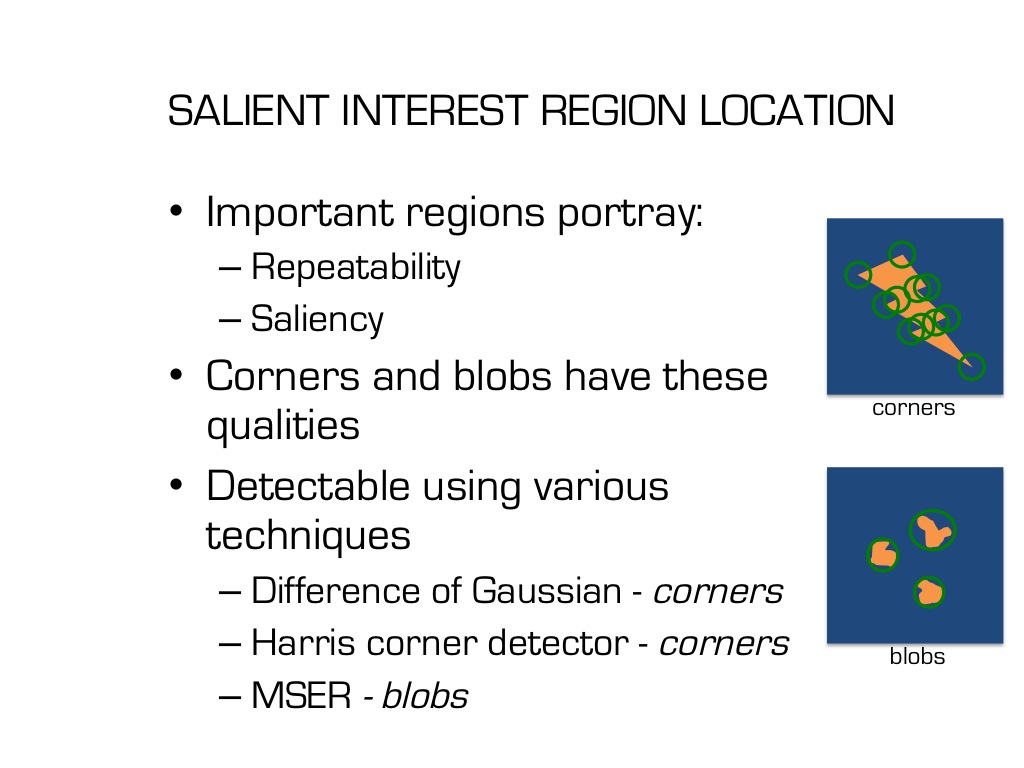 SALIENT INTEREST REGION LOCATION
• Important regions portray:
– Repeatability
– Saliency
• Corners and blobs have these
qualities
• Detectable using various
techniques
– Difference of Gaussian - corners
– Harris corner detector - corners
– MSER - blobs
corners
blobs